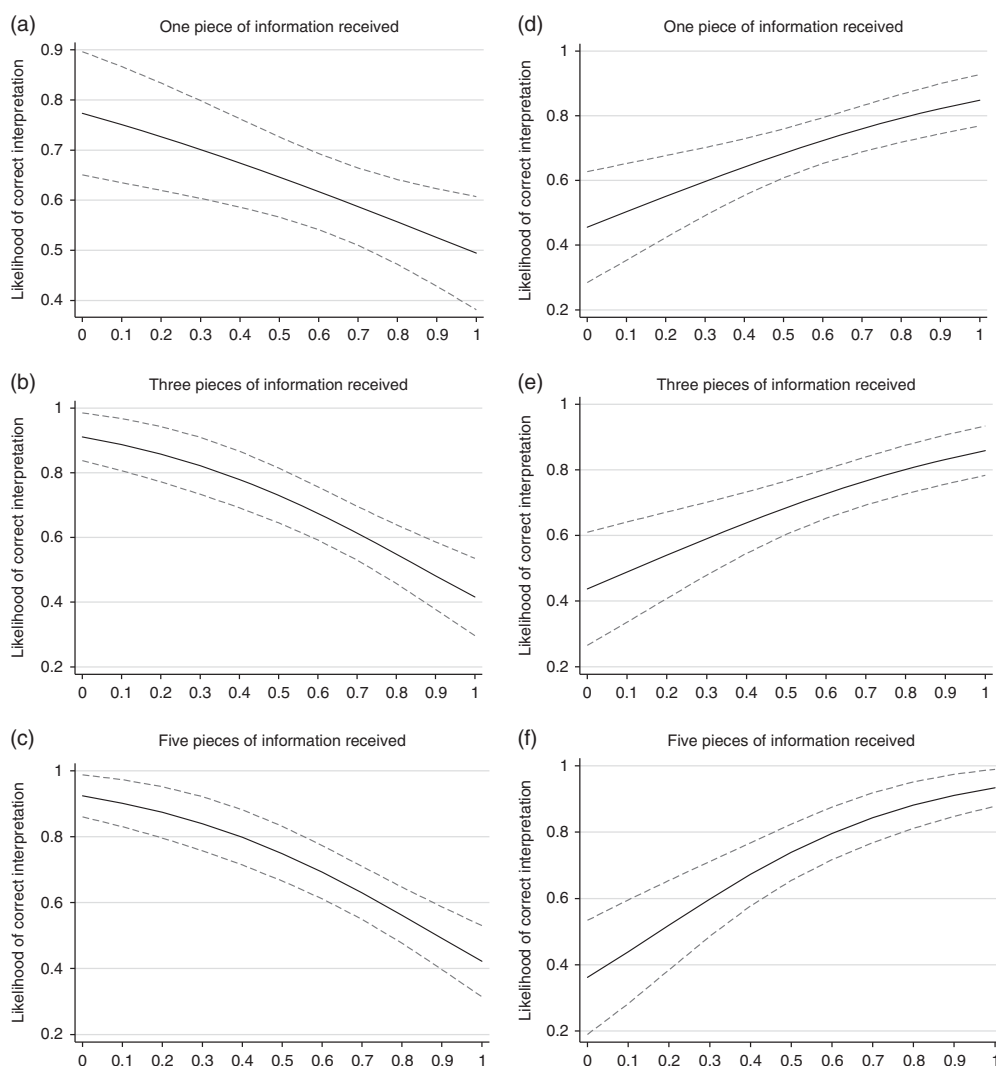 (a)
One piece of information received
Likelihood of correct interpretation
0.9
0.8
0.7
0.6
0.5
0.4
0 0.1 0.2 0.3 0.4 0.5 0.6 0.7 0.8 0.9 1
(d)
One piece of information received
Likelihood of correct interpretation
1
0.8
0.6
0.4
0.2
0 0.1 0.2 0.3 0.4 0.5 0.6 0.7 0.8 0.9 1
(b)
Three pieces of information received
Likelihood of correct interpretation
1
0.8
0.6
0.4
0.2
0 0.1 0.2 0.3 0.4 0.5 0.6 0.7 0.8 0.9 1
(e)
Three pieces of information received
Likelihood of correct interpretation
1
0.8
0.6
0.4
0.2
0 0.1 0.2 0.3 0.4 0.5 0.6 0.7 0.8 0.9 1
(c)
Five pieces of information received
Likelihood of correct interpretation
1
0.8
0.6
0.4
0.2
0 0.1 0.2 0.3 0.4 0.5 0.6 0.7 0.8 0.9 1
(f)
Five pieces of information received
Likelihood of correct interpretation
1
0.8
0.6
0.4
0.2
0 0.1 0.2 0.3 0.4 0.5 0.6 0.7 0.8 0.9 1